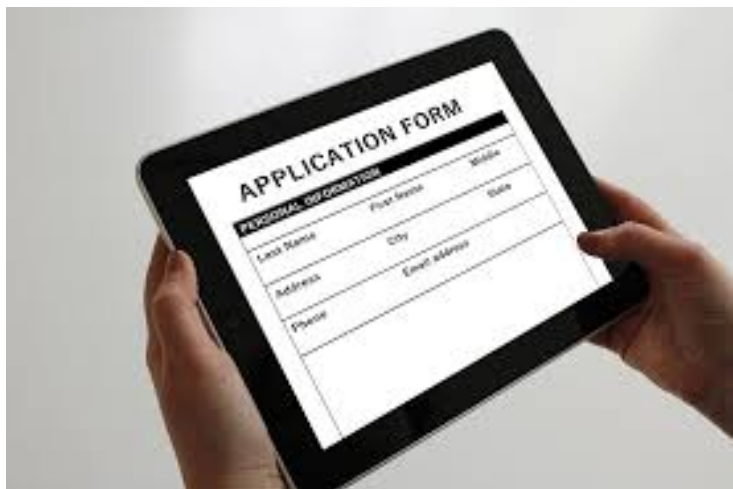 APPLICATION FORM
PERSONAL INFORMATION
Last Name First Name Middle
Address City State
Phone Email address